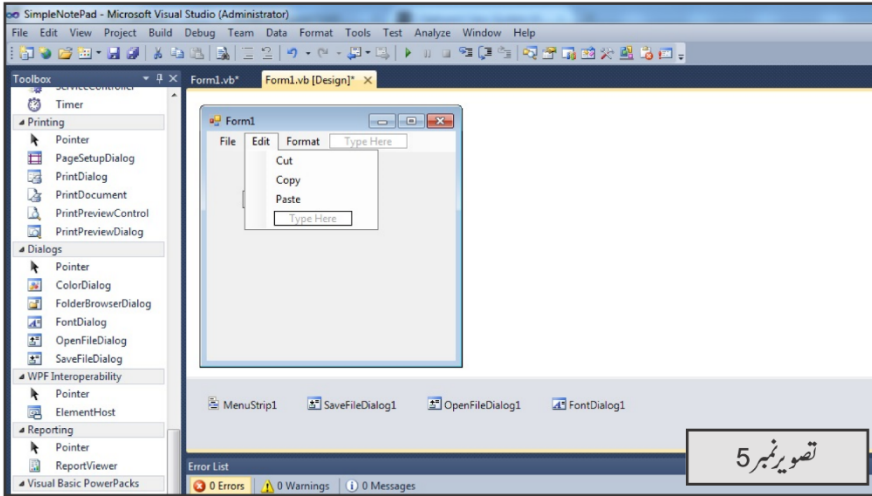 SimpleNotePad - Microsoft Visual Studio (Administrator)
File Edit View Project Build Debug Team Data Format Tools Test Analyze Window Help
Toolbox
Form1.vb* Form1.vb [Design]*
Timer
Printing
Pointer
PageSetupDialog
PrintDialog
PrintDocument
PrintPreviewControl
PrintPreviewDialog
Dialogs
Pointer
ColorDialog
FolderBrowserDialog
FontDialog
OpenFileDialog
SaveFileDialog
WPF Interoperability
Pointer
ElementHost
Reporting
Pointer
ReportViewer
Visual Basic PowerPacks
Form1
File Edit Format Type Here
Cut
Copy
Paste
Type Here
MenuStrip1 SaveFileDialog1 OpenFileDialog1 FontDialog1
تصویر نمبر 5
Error List
0 Errors 0 Warnings 0 Messages